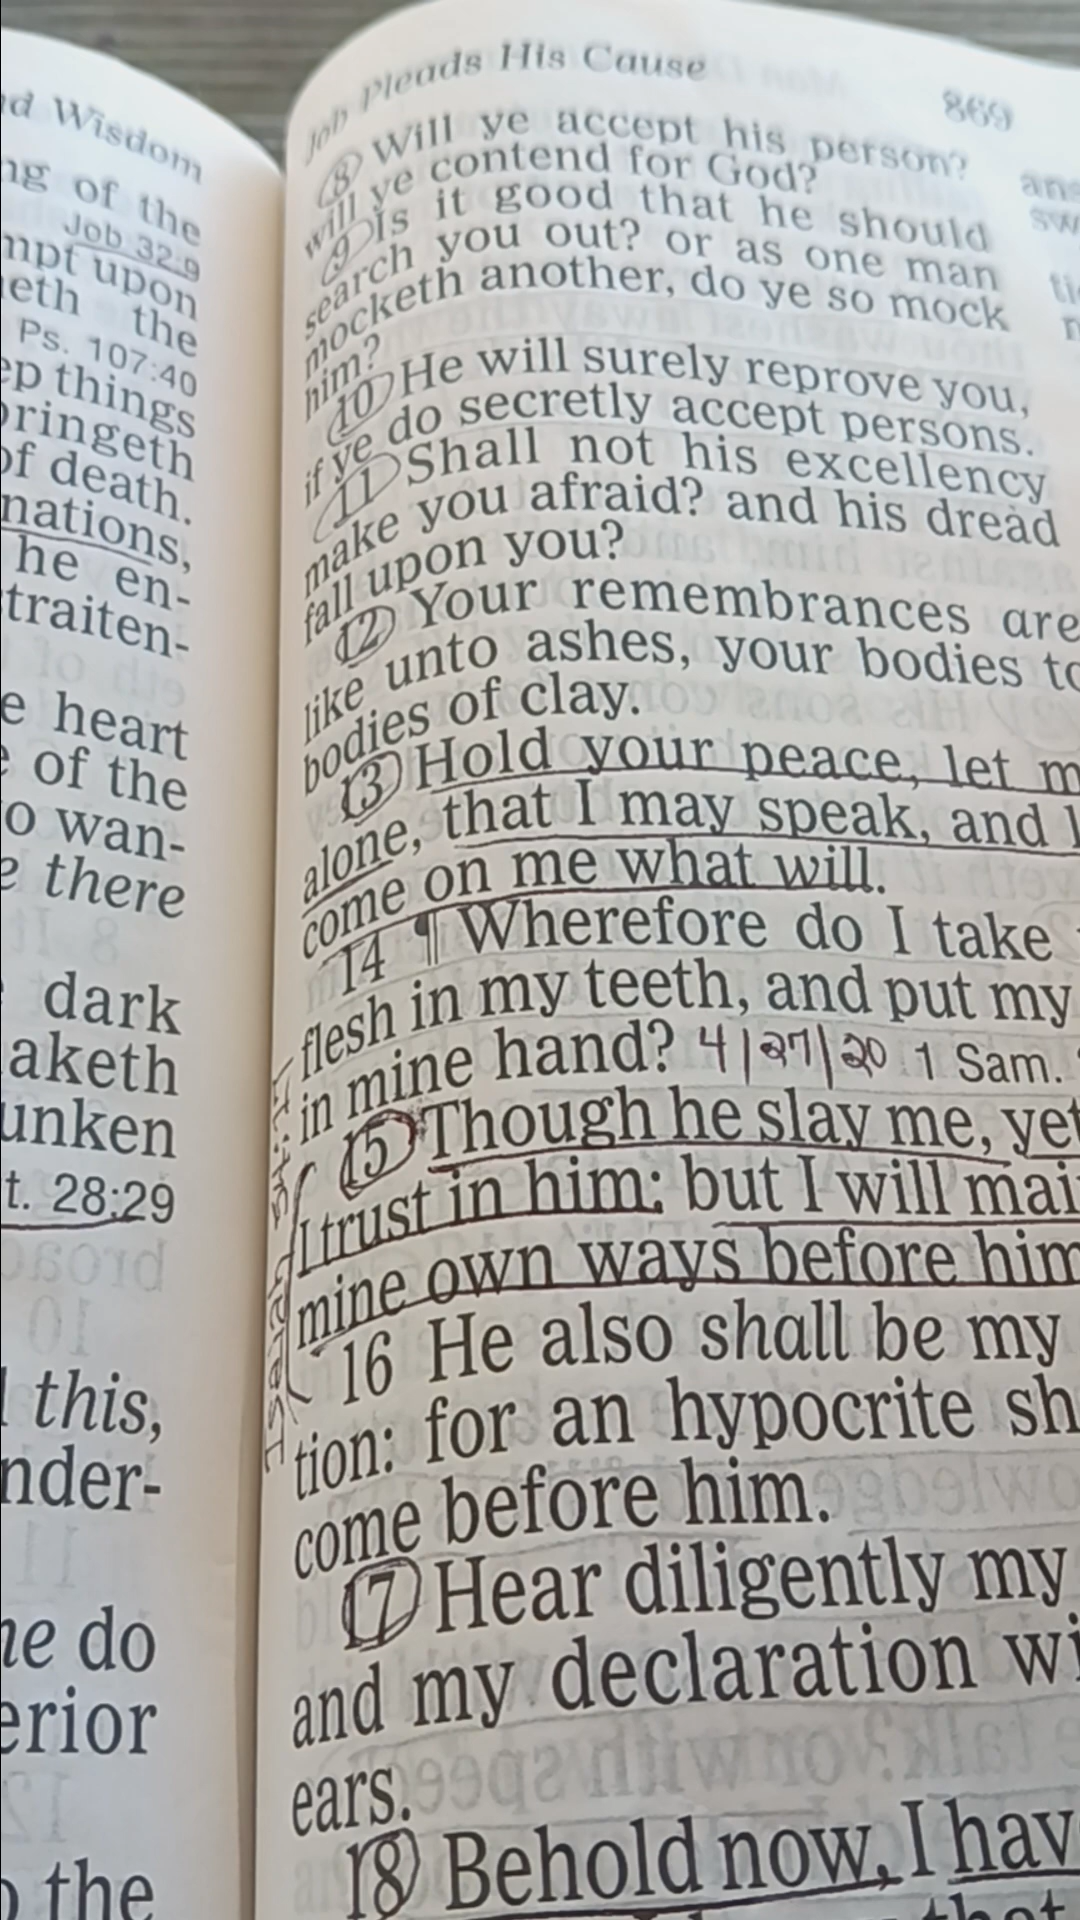 nd Wisdom
ng of the
Job 32:9
mpt upon
eth the
Ps. 107:40
ep things
bringeth
of death.
nations,
he en-
traiten-
e heart
e of the
o wan-
e there
dark
aketh
unken
t. 28:29
this,
nder-
ne do
erior
the
Job Pleads His Cause
869
8 Will ye accept his person?
will ye contend for God?
9 Is it good that he should
search you out? or as one man
mocketh another, do ye so mock
him?
10 He will surely reprove you,
if ye do secretly accept persons.
11 Shall not his excellency
make you afraid? and his dread
fall upon you?
12 Your remembrances are
like unto ashes, your bodies to
bodies of clay.
13 Hold your peace, let m
alone, that I may speak, and l
come on me what will.
14 ¶ Wherefore do I take
flesh in my teeth, and put my
in mine hand? 4/27/20 1 Sam.
15 Though he slay me, yet
I trust in him: but I will mai
mine own ways before him
16 He also shall be my
tion: for an hypocrite sh
come before him.
17 Hear diligently my
and my declaration wi
ears.
18 Behold now, I hav
that
ans
sw